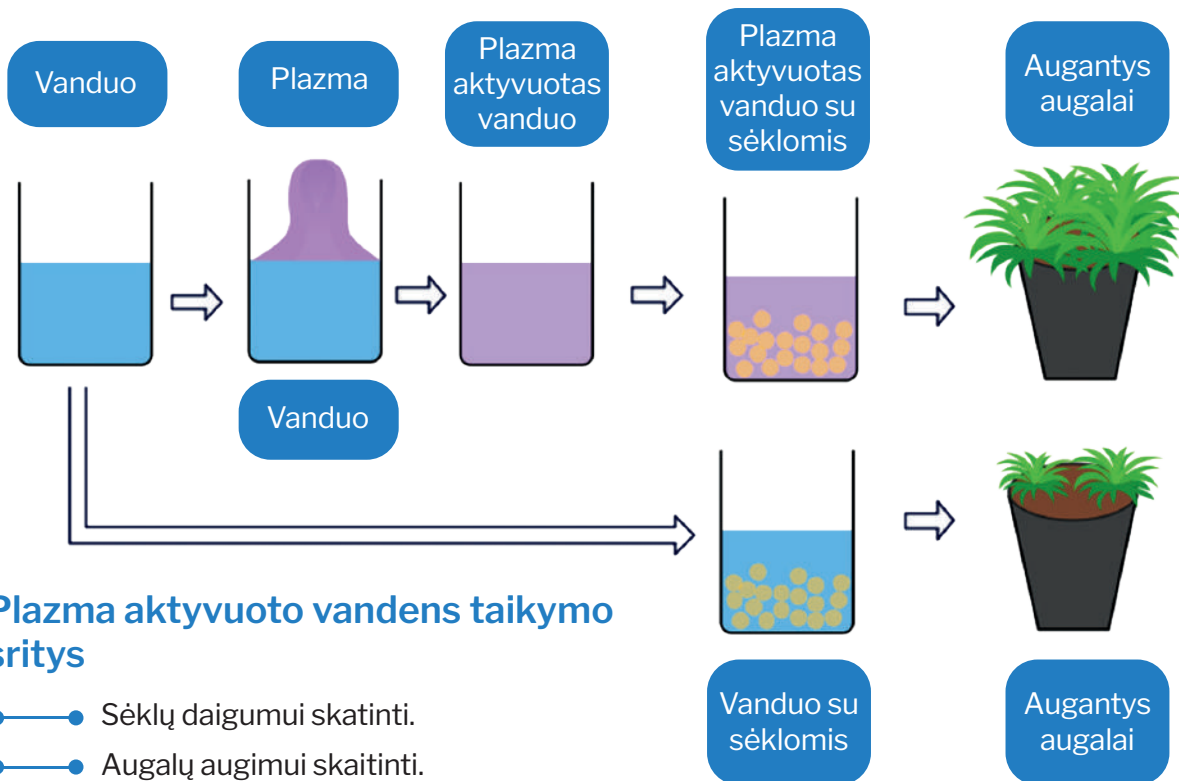 Vanduo
Plazma
Plazma
aktyvuotas
vanduo
Plazma
aktyvuotas
vanduo su
sėklomis
Augantys
augalai
Vanduo
Plazma aktyvuoto vandens taikymo
sritys
Sėklų daigumui skatinti.
Augalų augimui skaitinti.
Vanduo su
sėklomis
Augantys
augalai